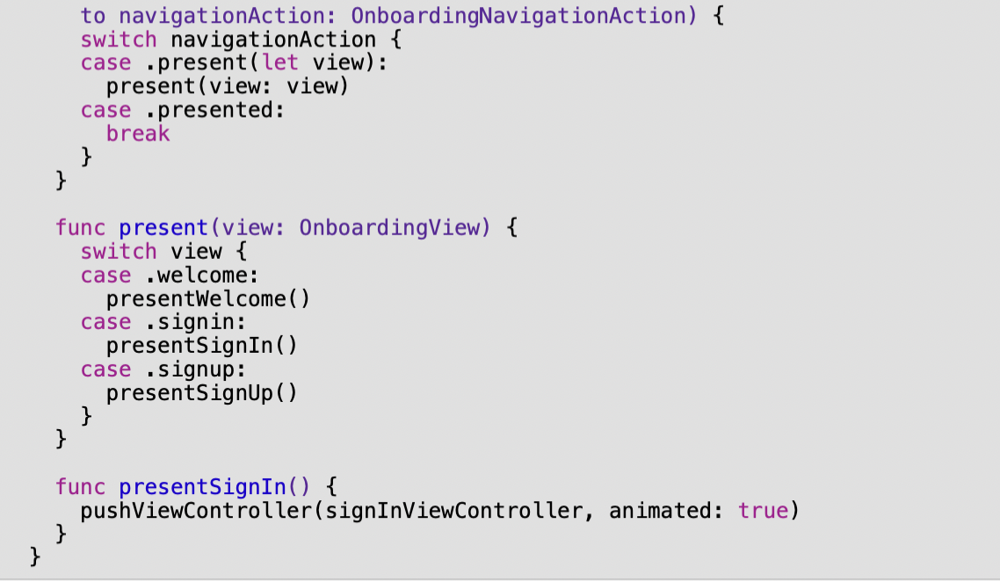 to navigationAction: OnboardingNavigationAction) {
    switch navigationAction {
    case .present(let view):
      present(view: view)
    case .presented:
      break
    }
  }

  func present(view: OnboardingView) {
    switch view {
    case .welcome:
      presentWelcome()
    case .signin:
      presentSignIn()
    case .signup:
      presentSignUp()
    }
  }

  func presentSignIn() {
    pushViewController(signInViewController, animated: true)
  }
}